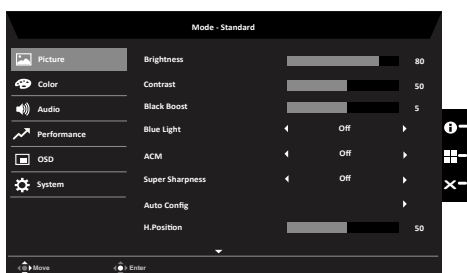 Mode - Standard
Picture
Brightness 80
Color
Contrast 50
Audio
Black Boost 5
Performance
Blue Light Off
OSD
ACM Off
System
Super Sharpness Off
Auto Config
H.Position 50
Move Enter